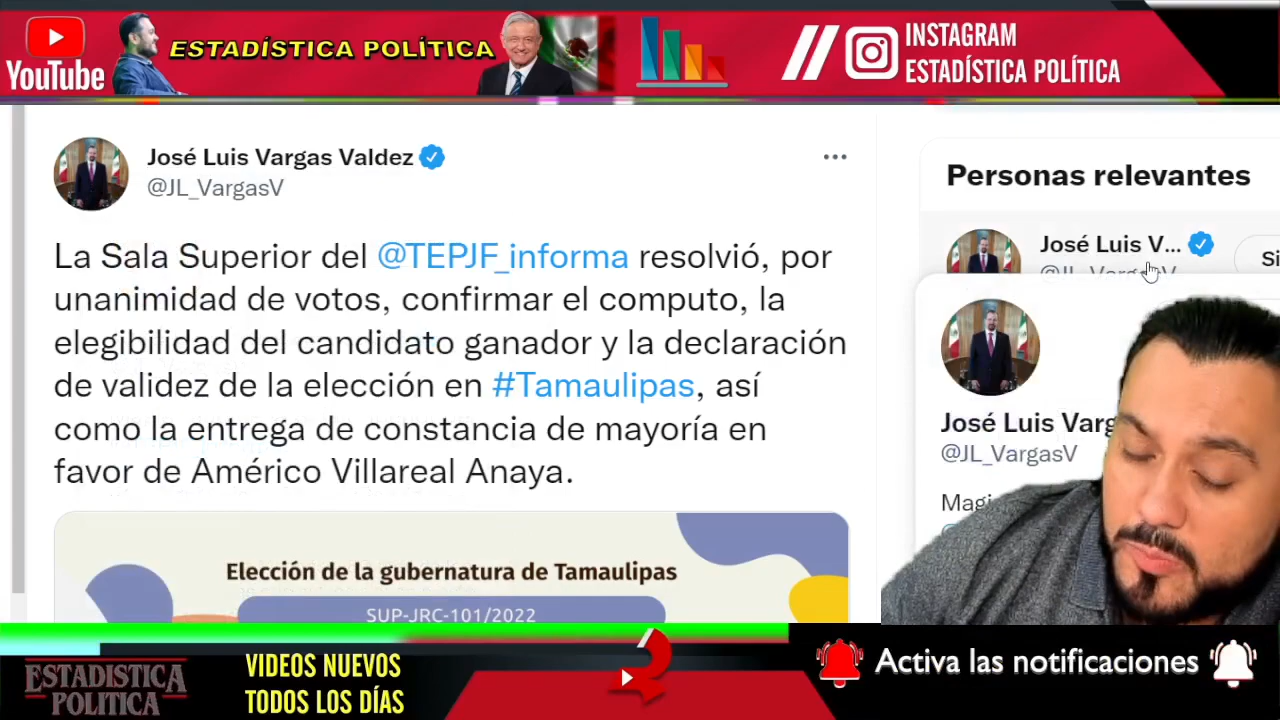 YouTube
ESTADÍSTICA POLÍTICA
INSTAGRAM
ESTADÍSTICA POLÍTICA
José Luis Vargas Valdez
@JL_VargasV
La Sala Superior del @TEPJF_informa resolvió, por
unanimidad de votos, confirmar el computo, la
elegibilidad del candidato ganador y la declaración
de validez de la elección en #Tamaulipas, así
como la entrega de constancia de mayoría en
favor de Américo Villareal Anaya.
Elección de la gubernatura de Tamaulipas
SUP-JRC-101/2022
Personas relevantes
José Luis V...
@JL_VargasV
Si
José Luis Varg
@JL_VargasV
Magi
ESTADISTICA
POLITICA
VIDEOS NUEVOS
TODOS LOS DÍAS
Activa las notificaciones